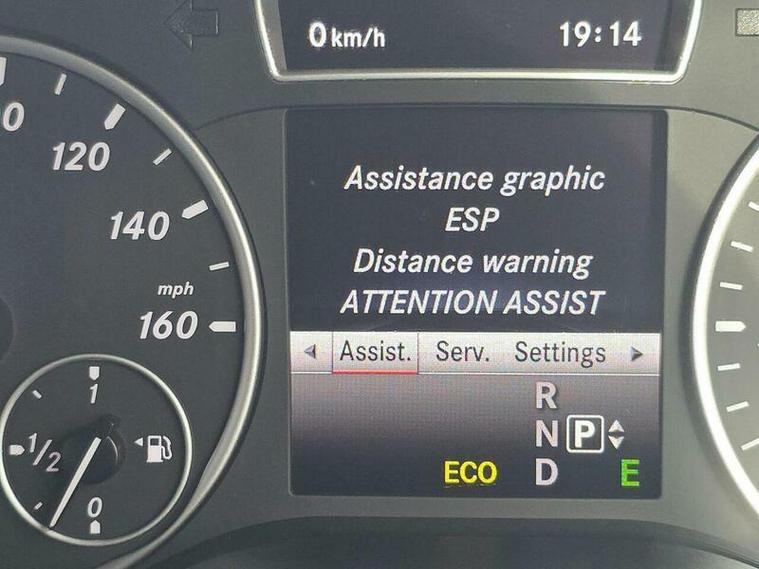 0 km/h 19:14
0
120
140
mph
160
1
1/2
0
Assistance graphic
ESP
Distance warning
ATTENTION ASSIST
Assist. Serv. Settings
R
N P
ECO D E